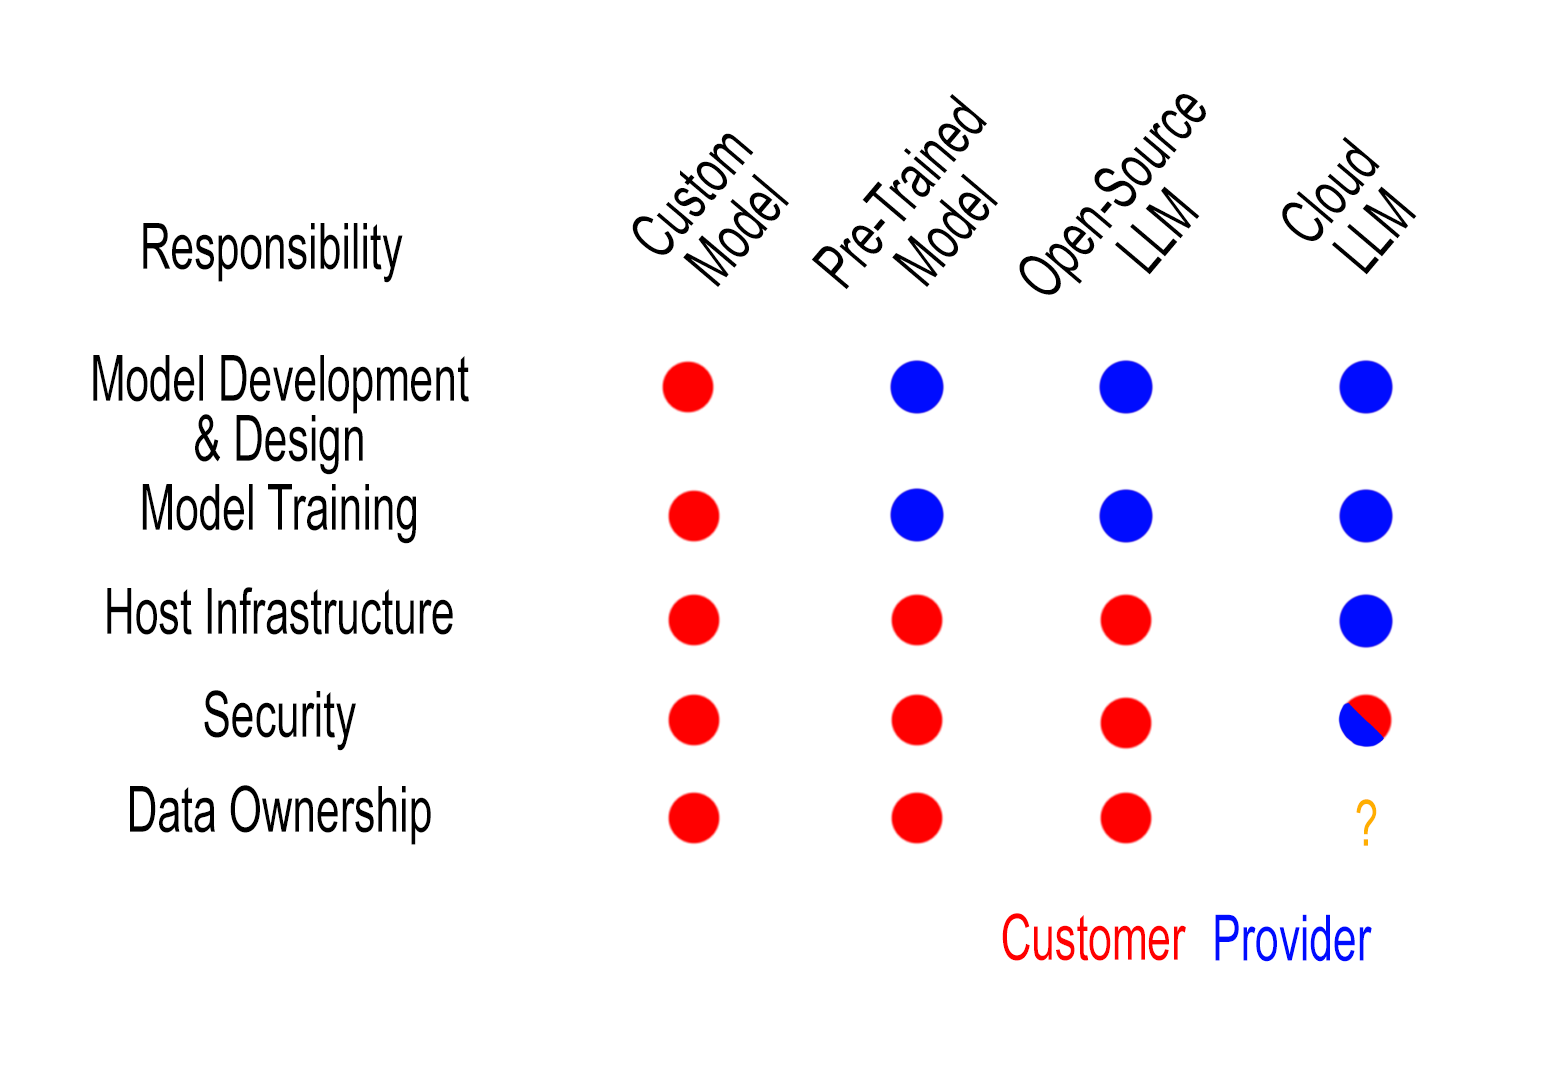 Responsibility
Custom
Model
Pre-Trained
Model
Open-Source
LLM
Cloud
LLM
Model Development
& Design
Model Training
Host Infrastructure
Security
Data Ownership
?
Customer Provider